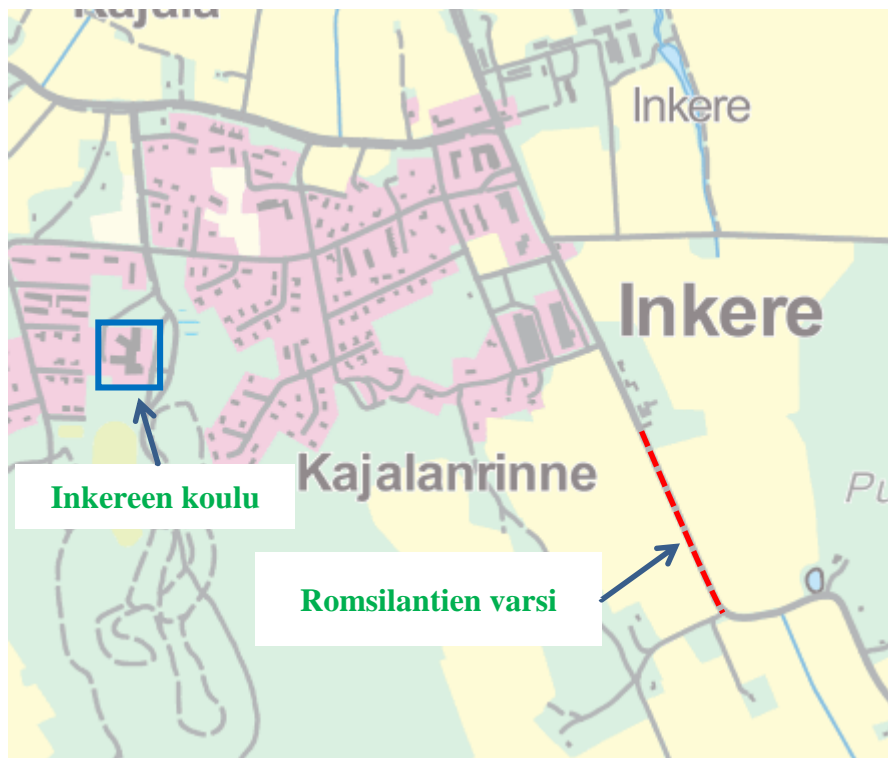 Inkere
Inkere
Inkereen koulu
Kajalanrinne
Romsilantien varsi